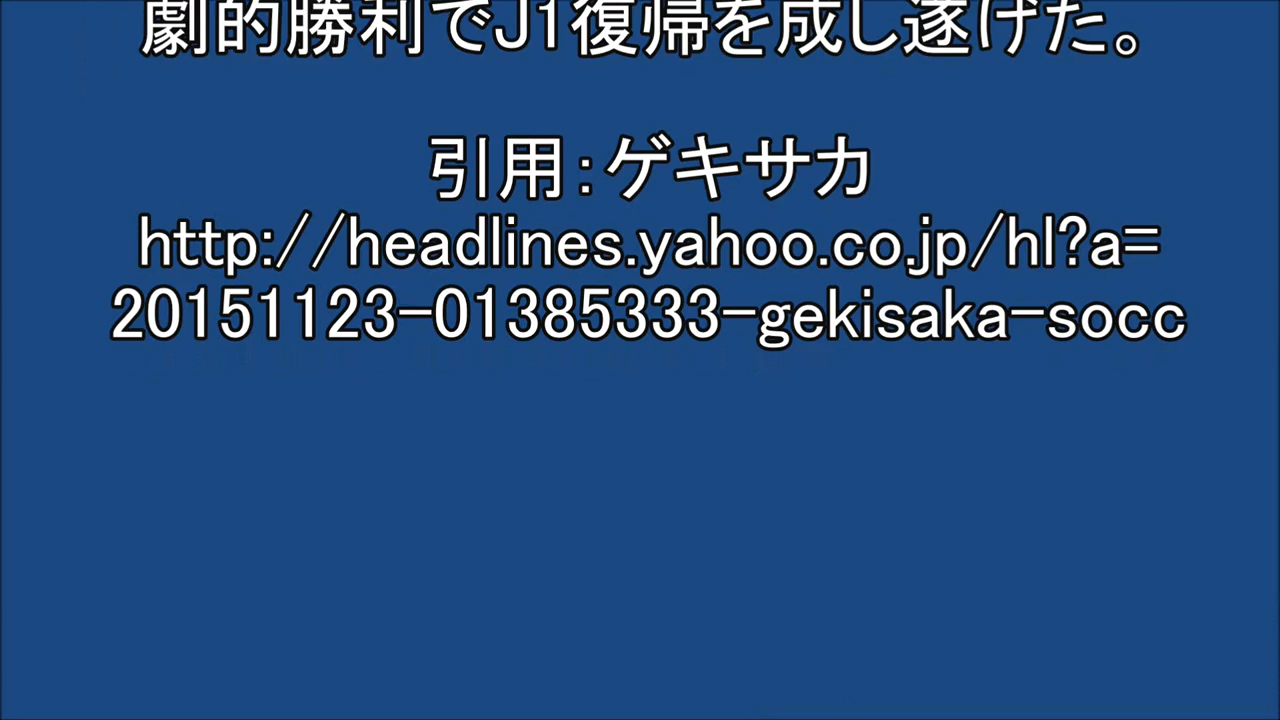 劇的勝利でJ1復帰を成し遂げた。
引用：ゲキサカ
http://headlines.yahoo.co.jp/hl?a=
20151123-01385333-gekisaka-socc